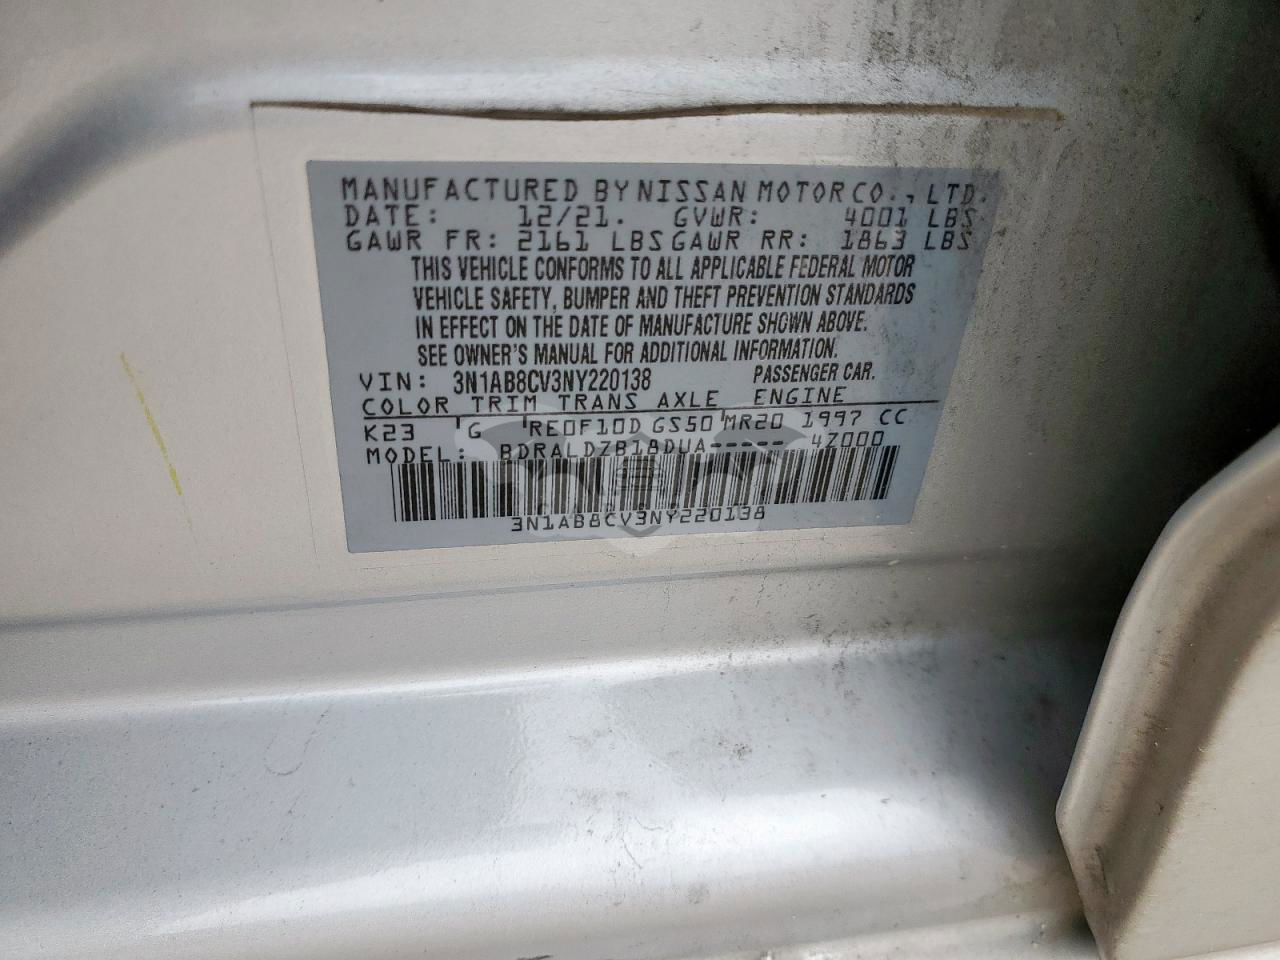 MANUFACTURED BY NISSAN MOTOR CO., LTD.
DATE: 12/21. GVWR: 4001 LBS
GAWR FR: 2161 LBS GAWR RR: 1863 LBS
THIS VEHICLE CONFORMS TO ALL APPLICABLE FEDERAL MOTOR
VEHICLE SAFETY, BUMPER AND THEFT PREVENTION STANDARDS
IN EFFECT ON THE DATE OF MANUFACTURE SHOWN ABOVE.
SEE OWNER'S MANUAL FOR ADDITIONAL INFORMATION.
VIN: 3N1AB8CV3NY220138 PASSENGER CAR.
COLOR TRIM TRANS AXLE ENGINE
K23 G RE0F10D GS50 MR20 1997 CC
MODEL: BDRALDZB18DUA----- 4Z000
3N1AB8CV3NY220138